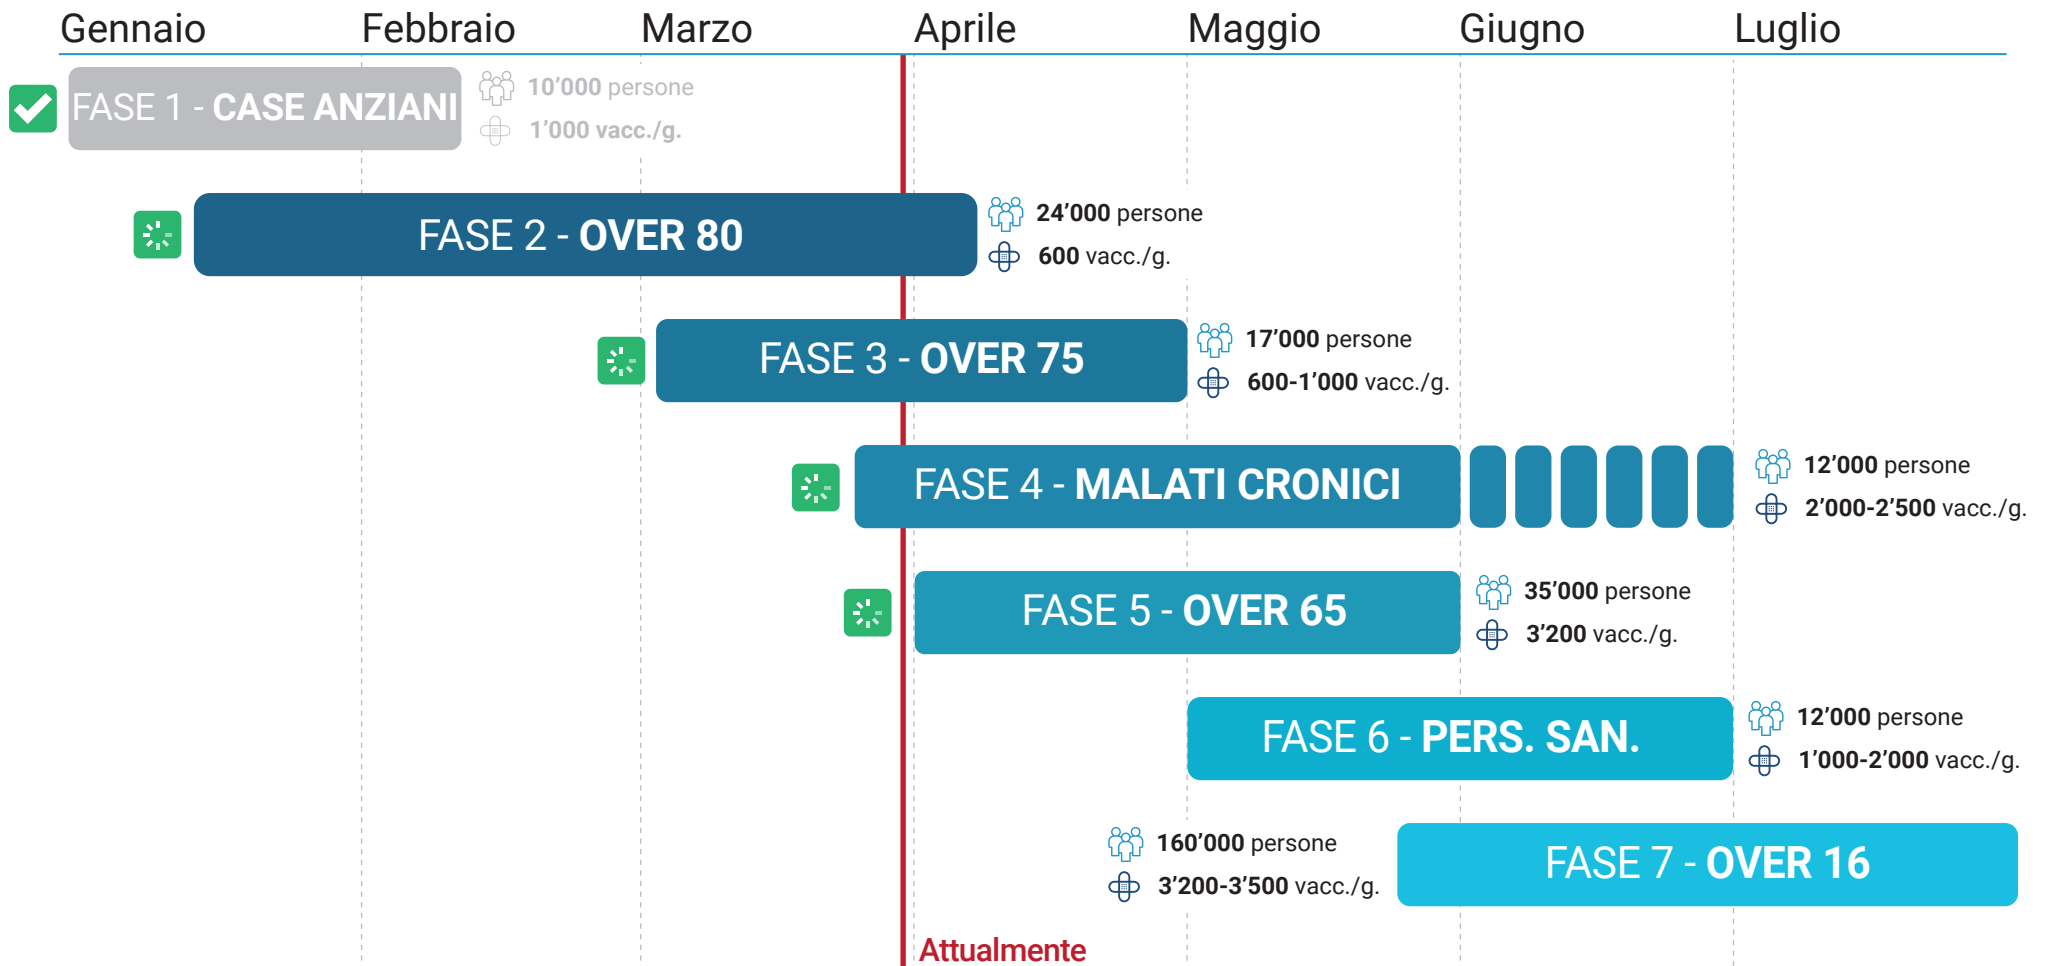 Gennaio Febbraio Marzo Aprile Maggio Giugno Luglio
FASE 1 - CASE ANZIANI
10’000 persone
1’000 vacc./g.
FASE 2 - OVER 80
24’000 persone
600 vacc./g.
FASE 3 - OVER 75
17’000 persone
600-1’000 vacc./g.
FASE 4 - MALATI CRONICI
12’000 persone
2’000-2’500 vacc./g.
FASE 5 - OVER 65
35’000 persone
3’200 vacc./g.
FASE 6 - PERS. SAN.
12’000 persone
1’000-2’000 vacc./g.
160’000 persone
3’200-3’500 vacc./g.
FASE 7 - OVER 16
Attualmente